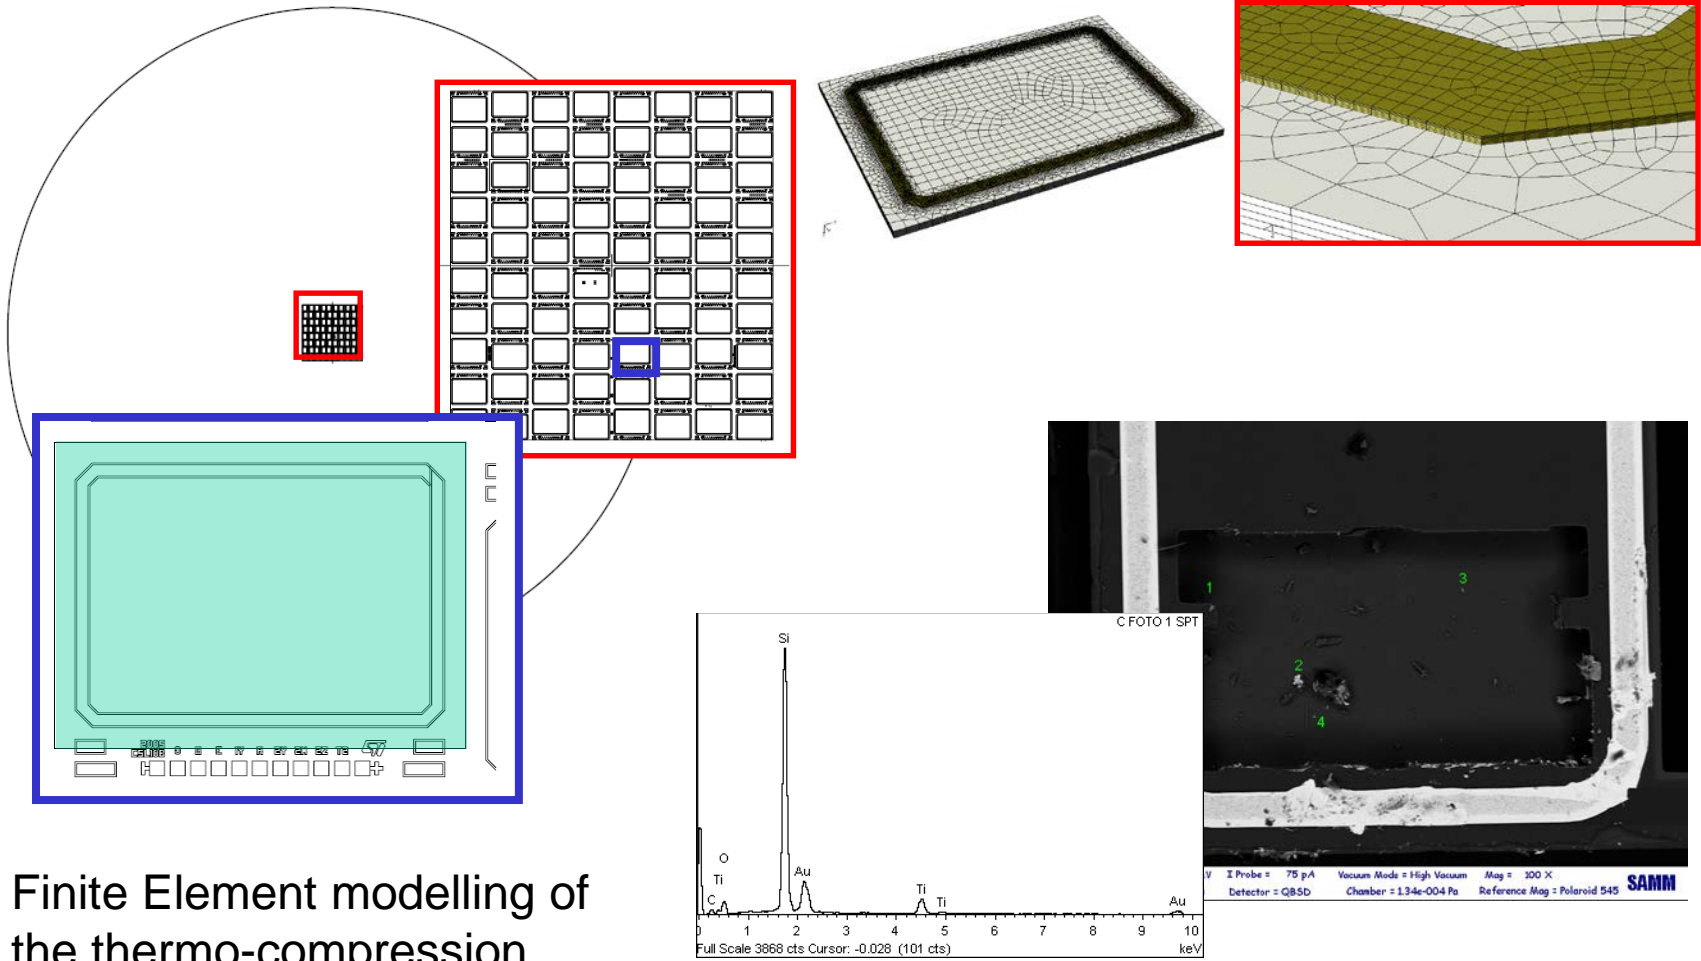 1
3
2
4
C FOTO 1 SPT
Si
O
Ti
C
Au
Ti
Ti
Au
1 2 3 4 5 6 7 8 9 10
Full Scale 3868 cts Cursor: -0.028 (101 cts)
keV
I Probe = 75 pA Vacuum Mode = High Vacuum Mag = 100 X
Detector = QBSD Chamber = 1.34e-004 Pa Reference Mag = Polaroid 545
SAMM
Finite Element modelling of
the thermo-compression